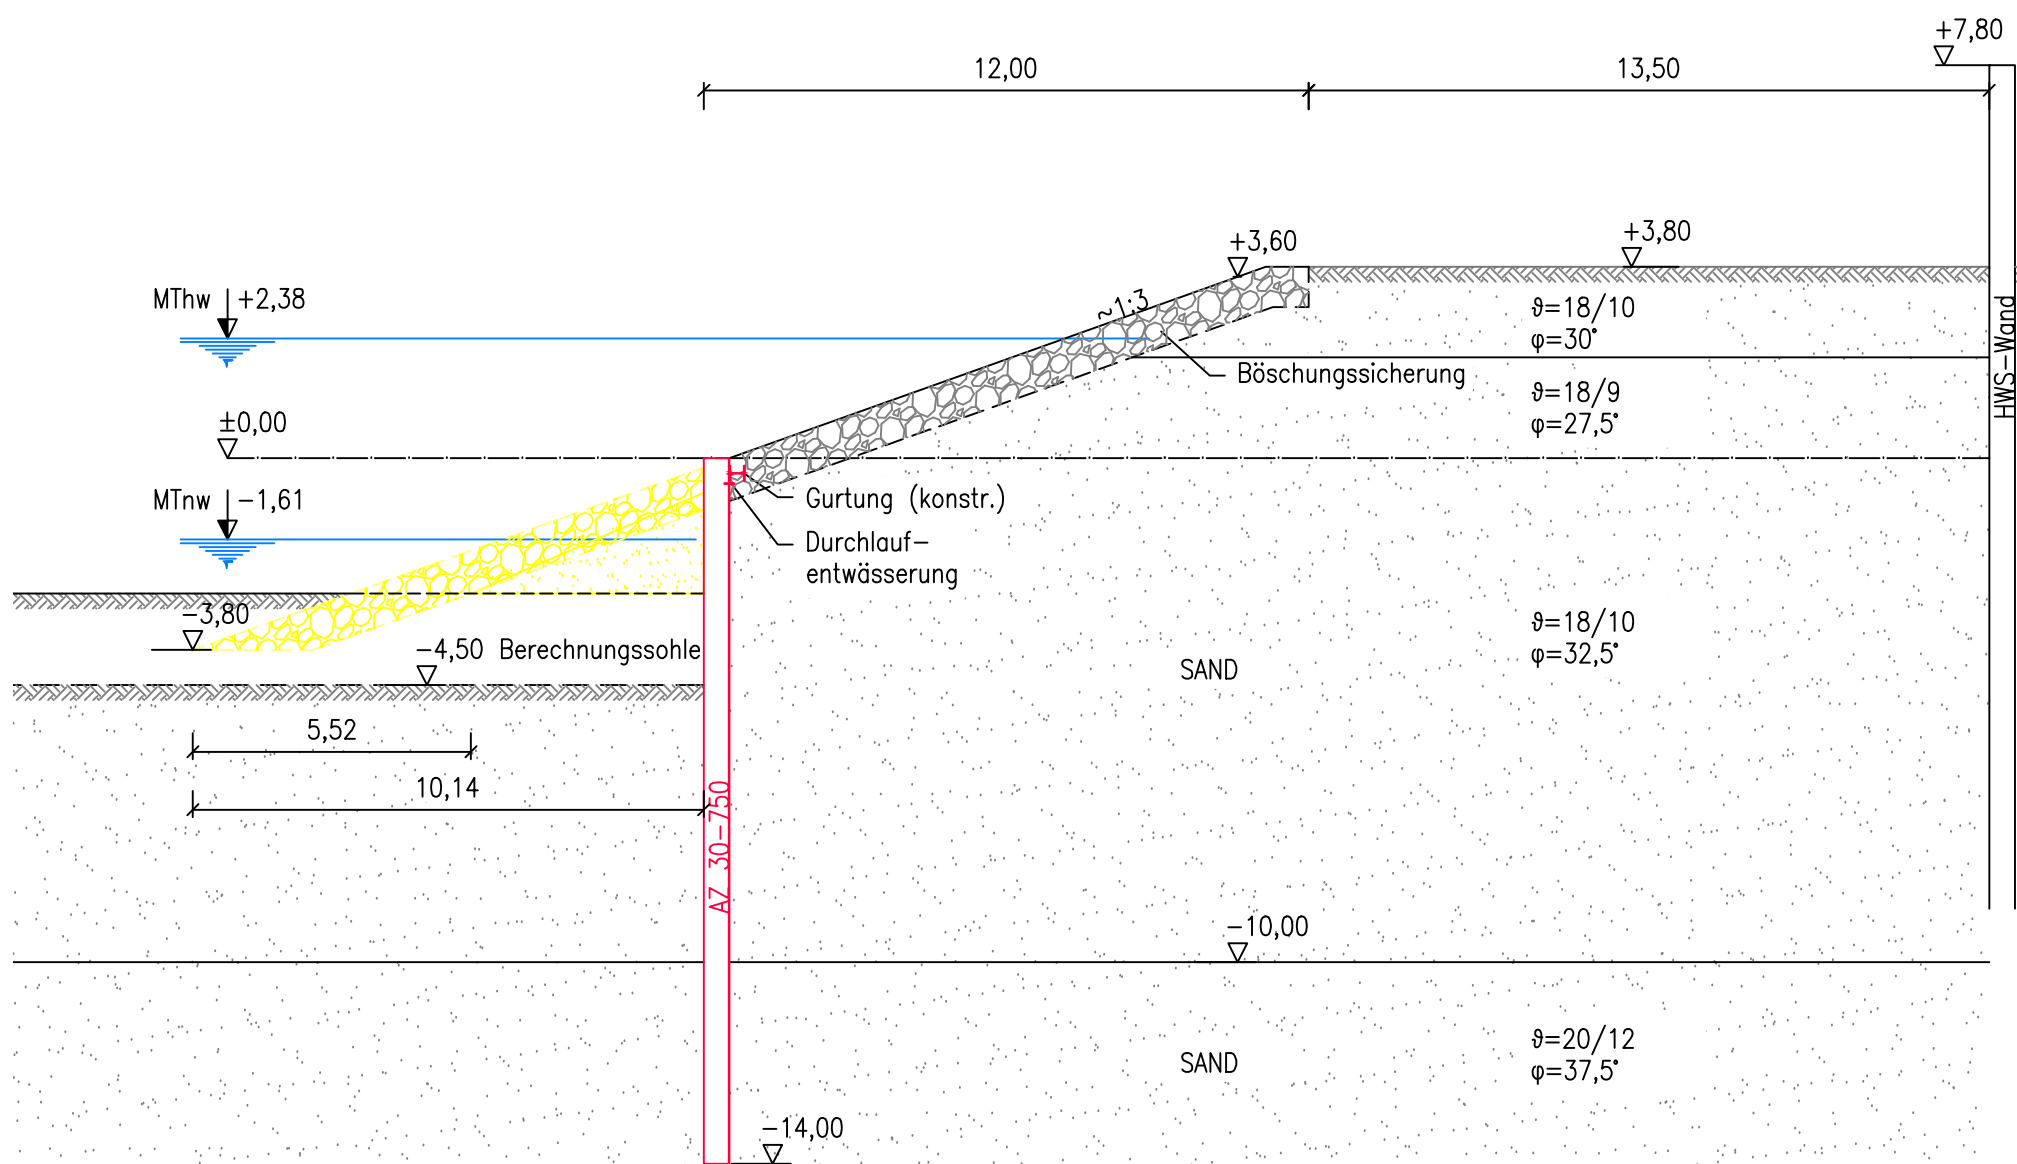 +7,80
12,00
13,50
+3,60
+3,80
MThw
+2,38
~1:3
ϑ=18/10
φ=30°
Böschungssicherung
HWS-Wand
ϑ=18/9
φ=27,5°
±0,00
MTnw
-1,61
Gurtung (konstr.)
Durchlauf-
entwässerung
-3,80
-4,50 Berechnungssohle
ϑ=18/10
φ=32,5°
SAND
5,52
10,14
AZ 30-750
-10,00
ϑ=20/12
φ=37,5°
SAND
-14,00